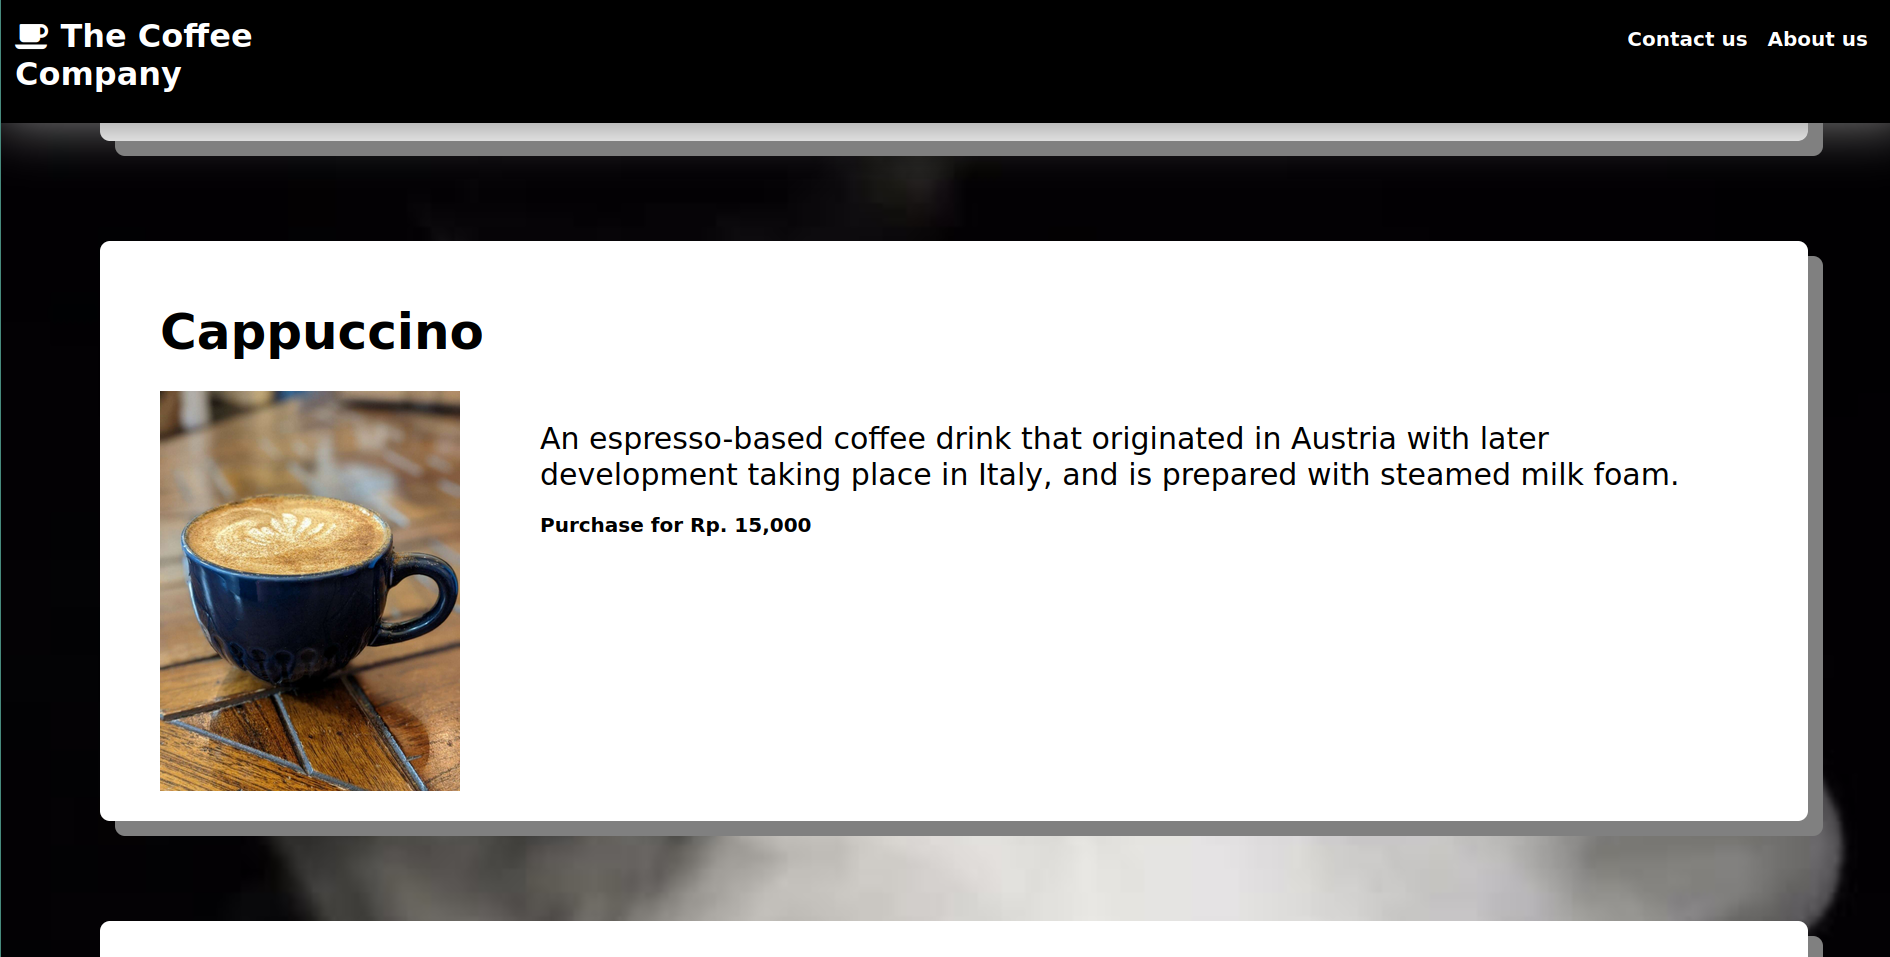 The Coffee
Company
Contact us About us
Cappuccino
An espresso-based coffee drink that originated in Austria with later
development taking place in Italy, and is prepared with steamed milk foam.
Purchase for Rp. 15,000